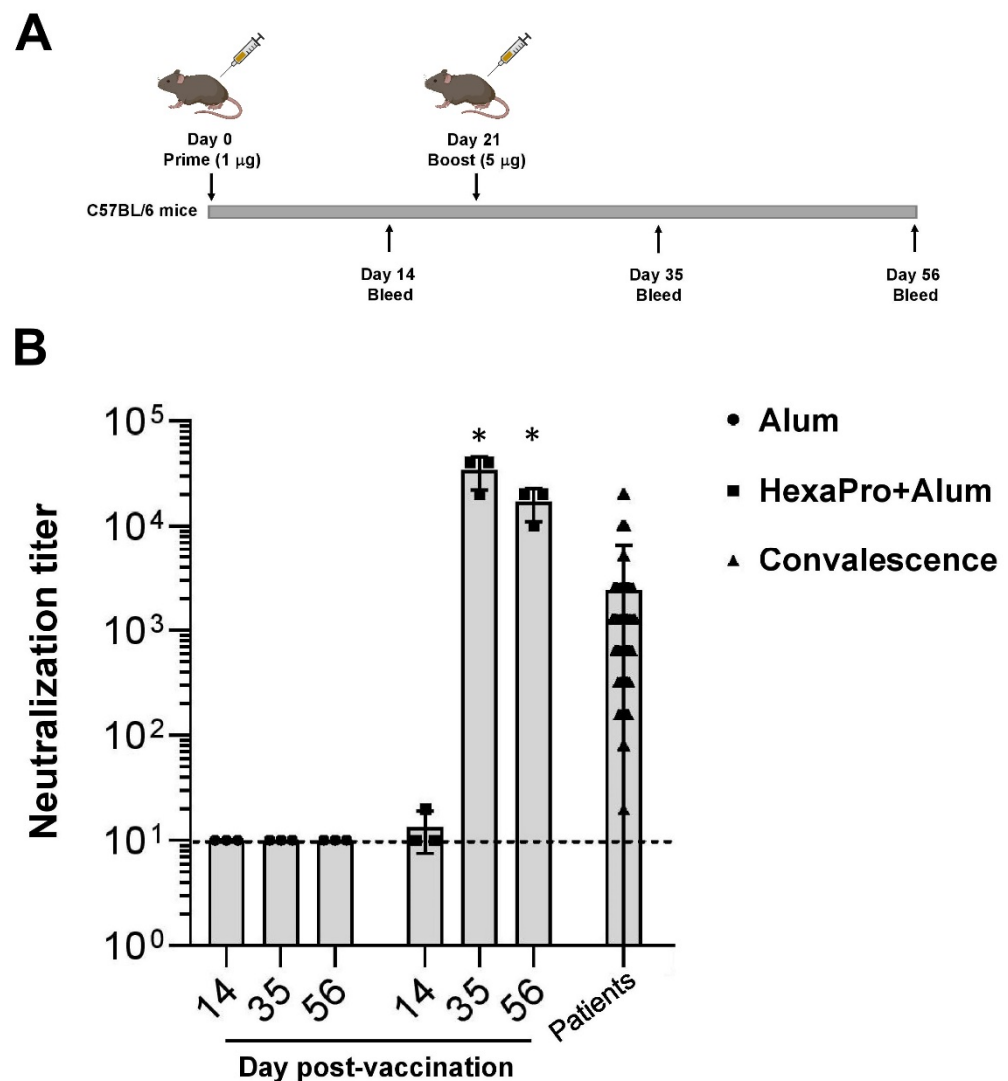 A
Day 0
Prime (1 μg)
Day 21
Boost (5 μg)
C57BL/6 mice
Day 14
Bleed
Day 35
Bleed
Day 56
Bleed
B
Neutralization titer
10⁵
10⁴
10³
10²
10¹
10⁰
* *
Alum
HexaPro+Alum
Convalescence
14 35 56 14 35 56 Patients
Day post-vaccination